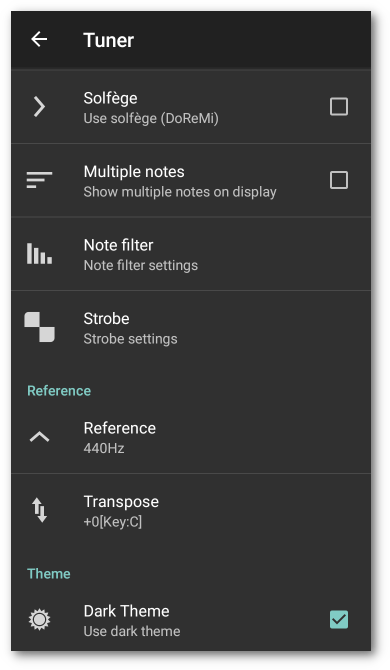 Tuner
Solfège
Use solfège (DoReMi)
Multiple notes
Show multiple notes on display
Note filter
Note filter settings
Strobe
Strobe settings
Reference
Reference
440Hz
Transpose
+0[Key:C]
Theme
Dark Theme
Use dark theme